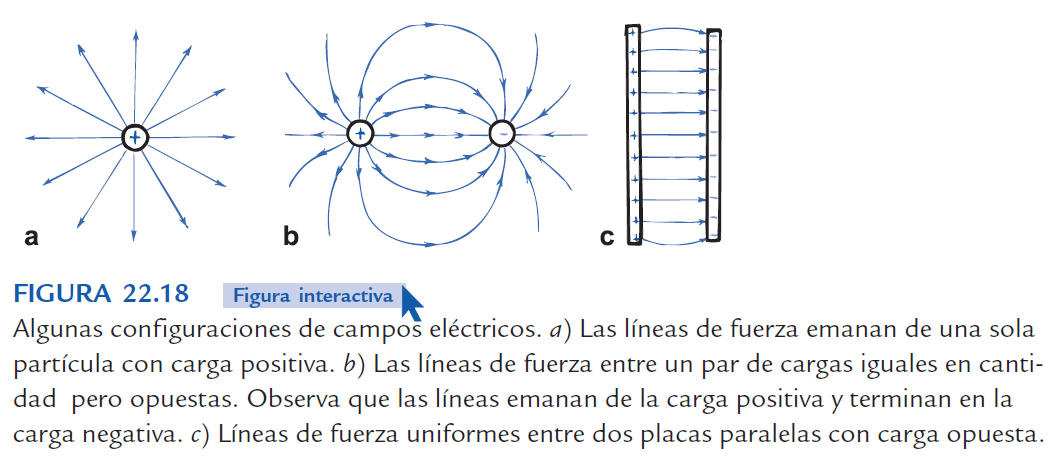 a
b
c
FIGURA 22.18 Figura interactiva
Algunas configuraciones de campos eléctricos. a) Las líneas de fuerza emanan de una sola
partícula con carga positiva. b) Las líneas de fuerza entre un par de cargas iguales en canti-
dad pero opuestas. Observa que las líneas emanan de la carga positiva y terminan en la
carga negativa. c) Líneas de fuerza uniformes entre dos placas paralelas con carga opuesta.